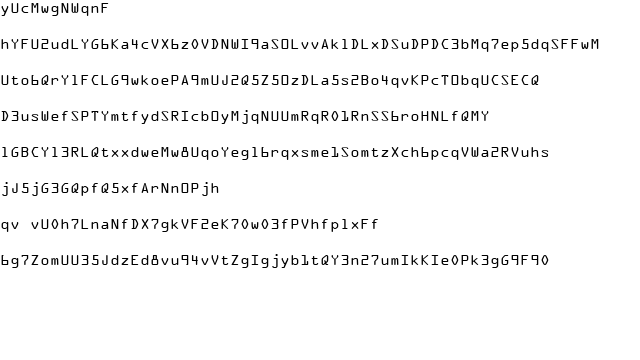 yUcMwgNWqnF
hYFU2udLYG6Ka4cVX6z0VDNWI9aSOLvvAk1DLxDSuDPDC3bMq7ep5dqSFFwM
Uto6QrY1FCLG9wkoePA9mUJ2Q5Z5OzDLa5s2Bo4qvKPcTObqUCSECQ
D3usWefSPTYmtfydSRIcbOyMjqNUUmRqR01RnSS6roHNLfQMY
1GBCY13RLQtxxdweMw8UqoYeg16rqxsme1SomtzXch6pcqVWa2RVuhs
jJ5jG3GQpfQ5xfArNnOPjh
qv vU0h7LnaNfDX7gkVF2eK70w03fPVhfp1xFf
6g7ZomUU35JdzEd8vu94vVtZgIgjyb1tQY3n27umIkKIe0Pk3gG9F90